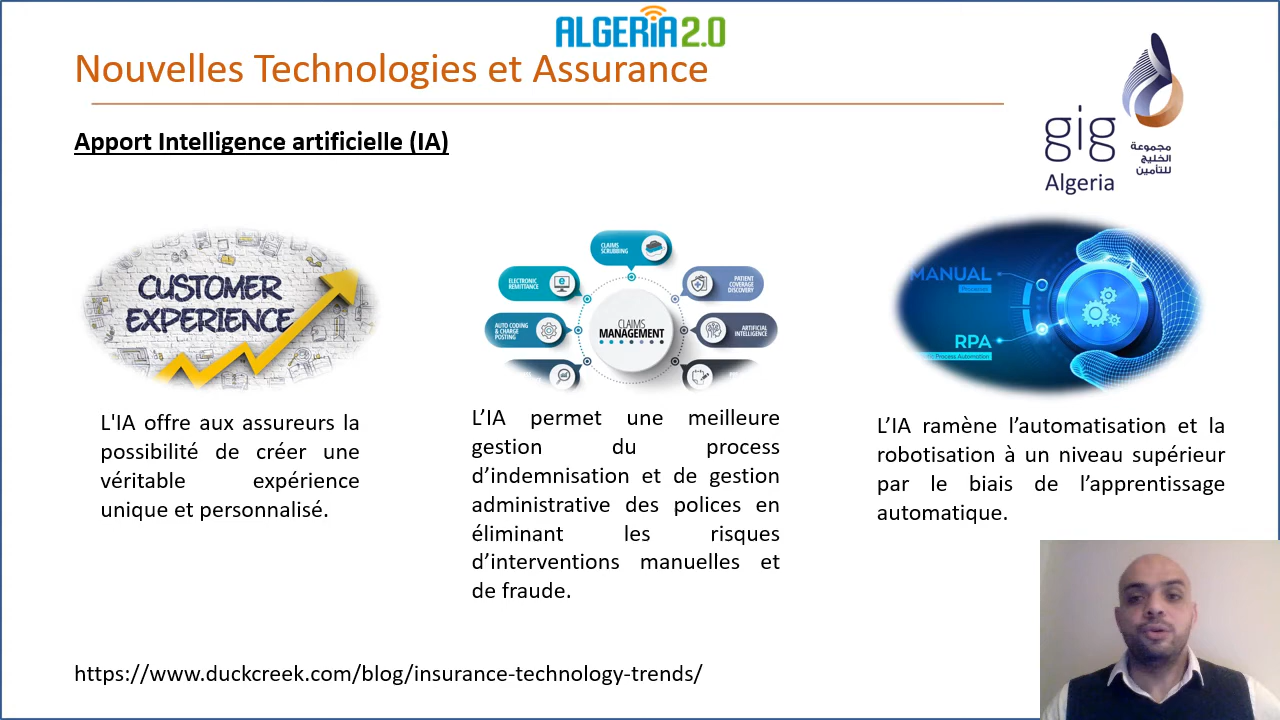 ALGERiA 2.0
Nouvelles Technologies et Assurance
gig
Algeria
مجموعة
الخليج
للتأمين
Apport Intelligence artificielle (IA)
CUSTOMER
EXPERIENCE
CLAIMS
SCRUBBING
ELECTRONIC
REMITTANCE
PATIENT
COVERAGE
DISCOVERY
AUTO CODING
& CHARGE
POSTING
CLAIMS
MANAGEMENT
ARTIFICIAL
INTELLIGENCE
MANUAL
Processes
RPA
Process Automation
L'IA offre aux assureurs la
possibilité de créer une
véritable expérience
unique et personnalisé.
L’IA permet une meilleure
gestion du process
d’indemnisation et de gestion
administrative des polices en
éliminant les risques
d’interventions manuelles et
de fraude.
L’IA ramène l’automatisation et la
robotisation à un niveau supérieur
par le biais de l’apprentissage
automatique.
https://www.duckcreek.com/blog/insurance-technology-trends/